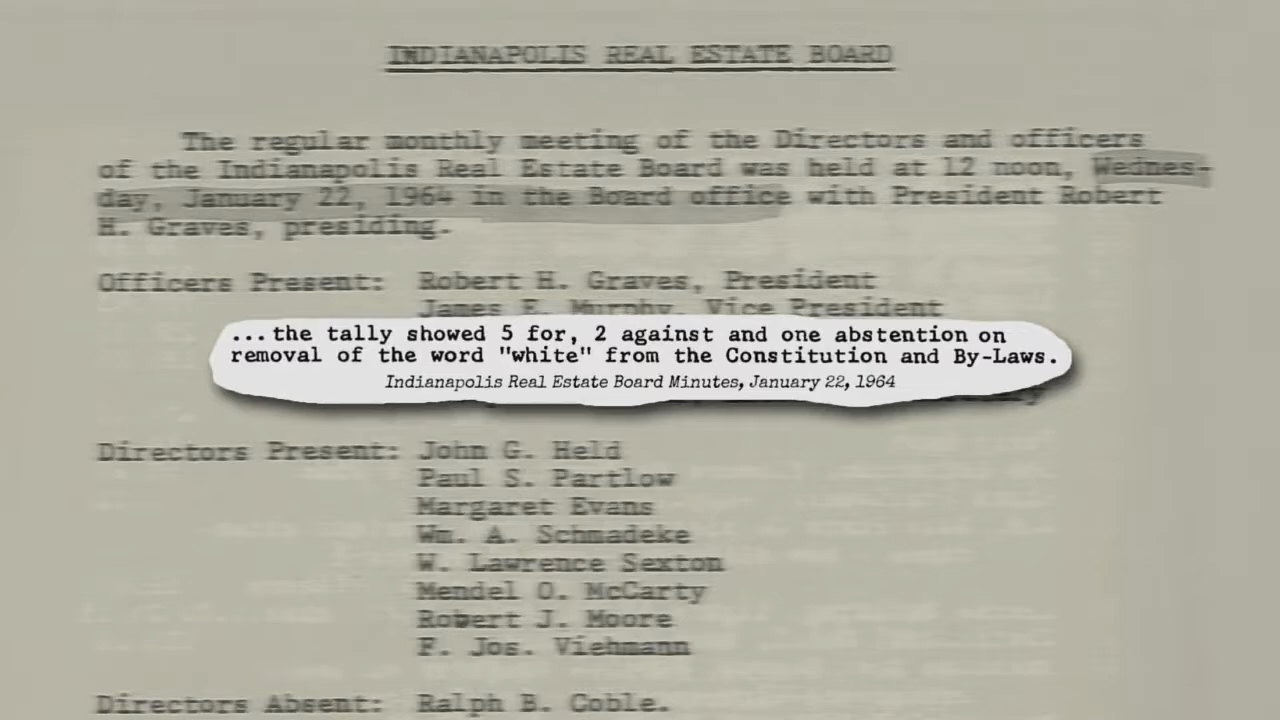 INDIANAPOLIS REAL ESTATE BOARD
The regular monthly meeting of the Directors and officers
of the Indianapolis Real Estate Board was held at 12 noon, Wednes-
day, January 22, 1964 in the Board office with President Robert
H. Graves, presiding.
Officers Present: Robert H. Graves, President
James E. Murphy, Vice President
...the tally showed 5 for, 2 against and one abstention on
removal of the word "white" from the Constitution and By-Laws.
Indianapolis Real Estate Board Minutes, January 22, 1964
Directors Present: John G. Held
Paul S. Partlow
Margaret Evans
Wm. A. Schmadeke
W. Lawrence Sexton
Mendel O. McCarty
Robert J. Moore
F. Jos. Viehmann
Directors Absent: Ralph B. Coble.